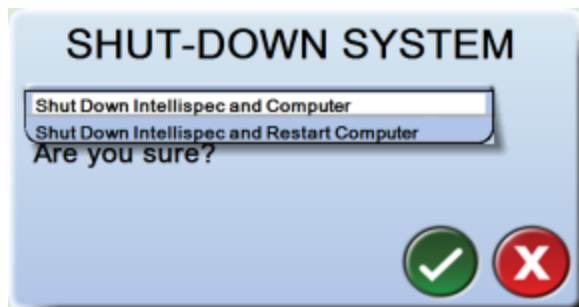 SHUT-DOWN SYSTEM
Shut Down Intellispec and Computer
Shut Down Intellispec and Restart Computer
Are you sure?